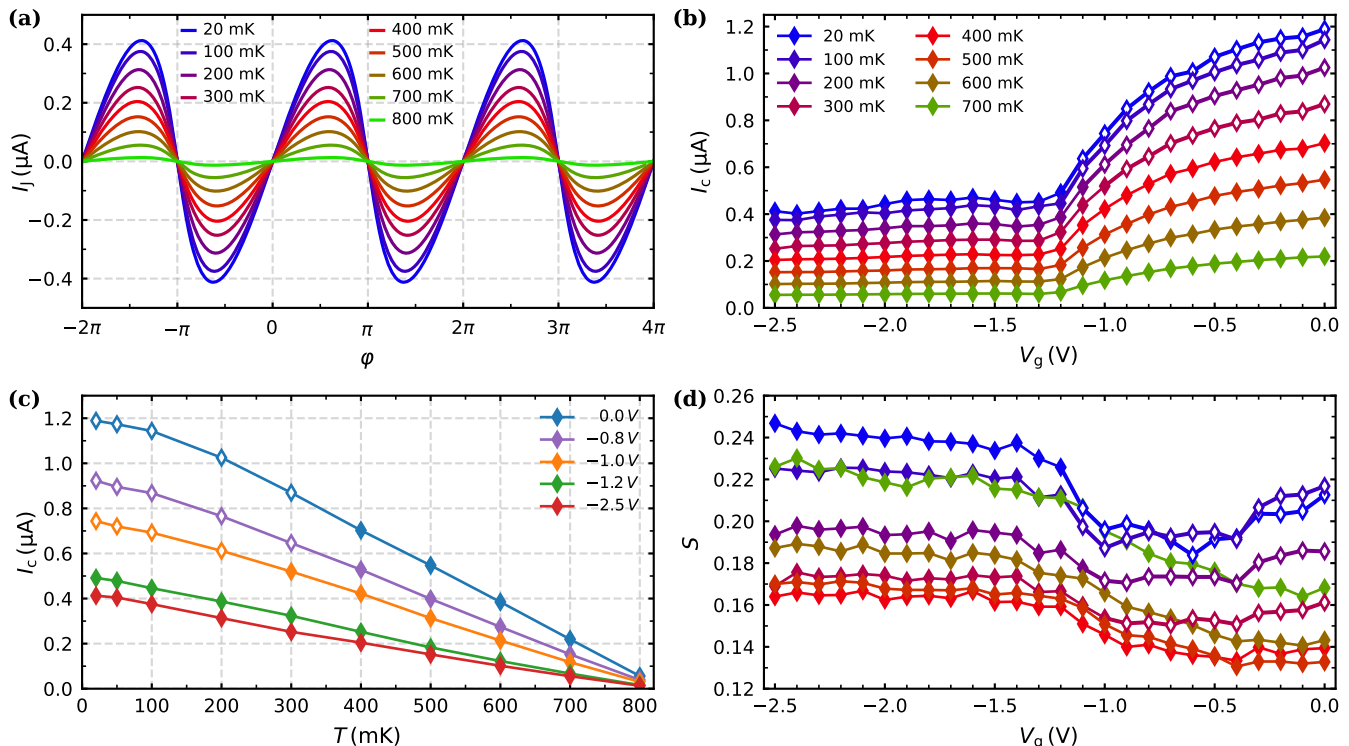 (a)
0.4
0.2
0.0
−0.2
−0.4
I_J (µA)
20 mK
100 mK
200 mK
300 mK
400 mK
500 mK
600 mK
700 mK
800 mK
−2π −π 0 π 2π 3π 4π
φ
(b)
1.2
1.0
0.8
0.6
0.4
0.2
0.0
I_c (µA)
20 mK
100 mK
200 mK
300 mK
400 mK
500 mK
600 mK
700 mK
−2.5 −2.0 −1.5 −1.0 −0.5 0.0
V_g (V)
(c)
1.2
1.0
0.8
0.6
0.4
0.2
0.0
I_c (µA)
0.0 V
−0.8 V
−1.0 V
−1.2 V
−2.5 V
0 100 200 300 400 500 600 700 800
T (mK)
(d)
0.26
0.24
0.22
0.20
0.18
0.16
0.14
0.12
S
−2.5 −2.0 −1.5 −1.0 −0.5 0.0
V_g (V)